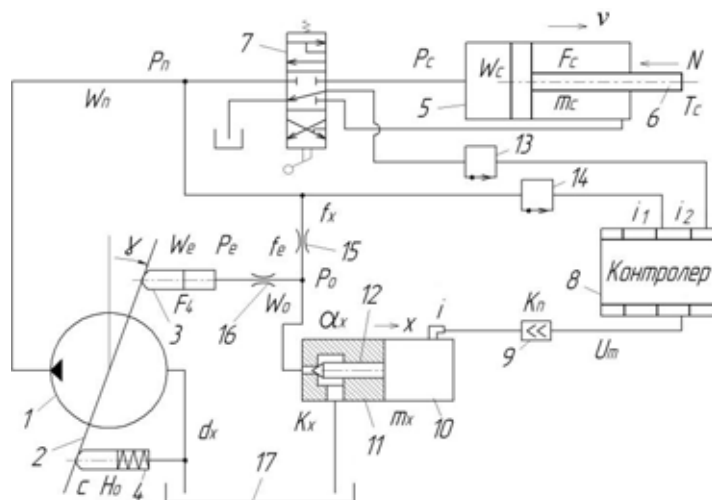 v
7
Pп
Wп
Pc
Wc
Fc
N
5
mc
6
Tc
13
14
fx
i1
i2
γ
We
Pe
fe
15
Контролер
P0
F4
W0
12
8
3
16
αx
x
i
Kп
9
Um
1
Kx
mx
10
dx
11
2
17
c
H0
4